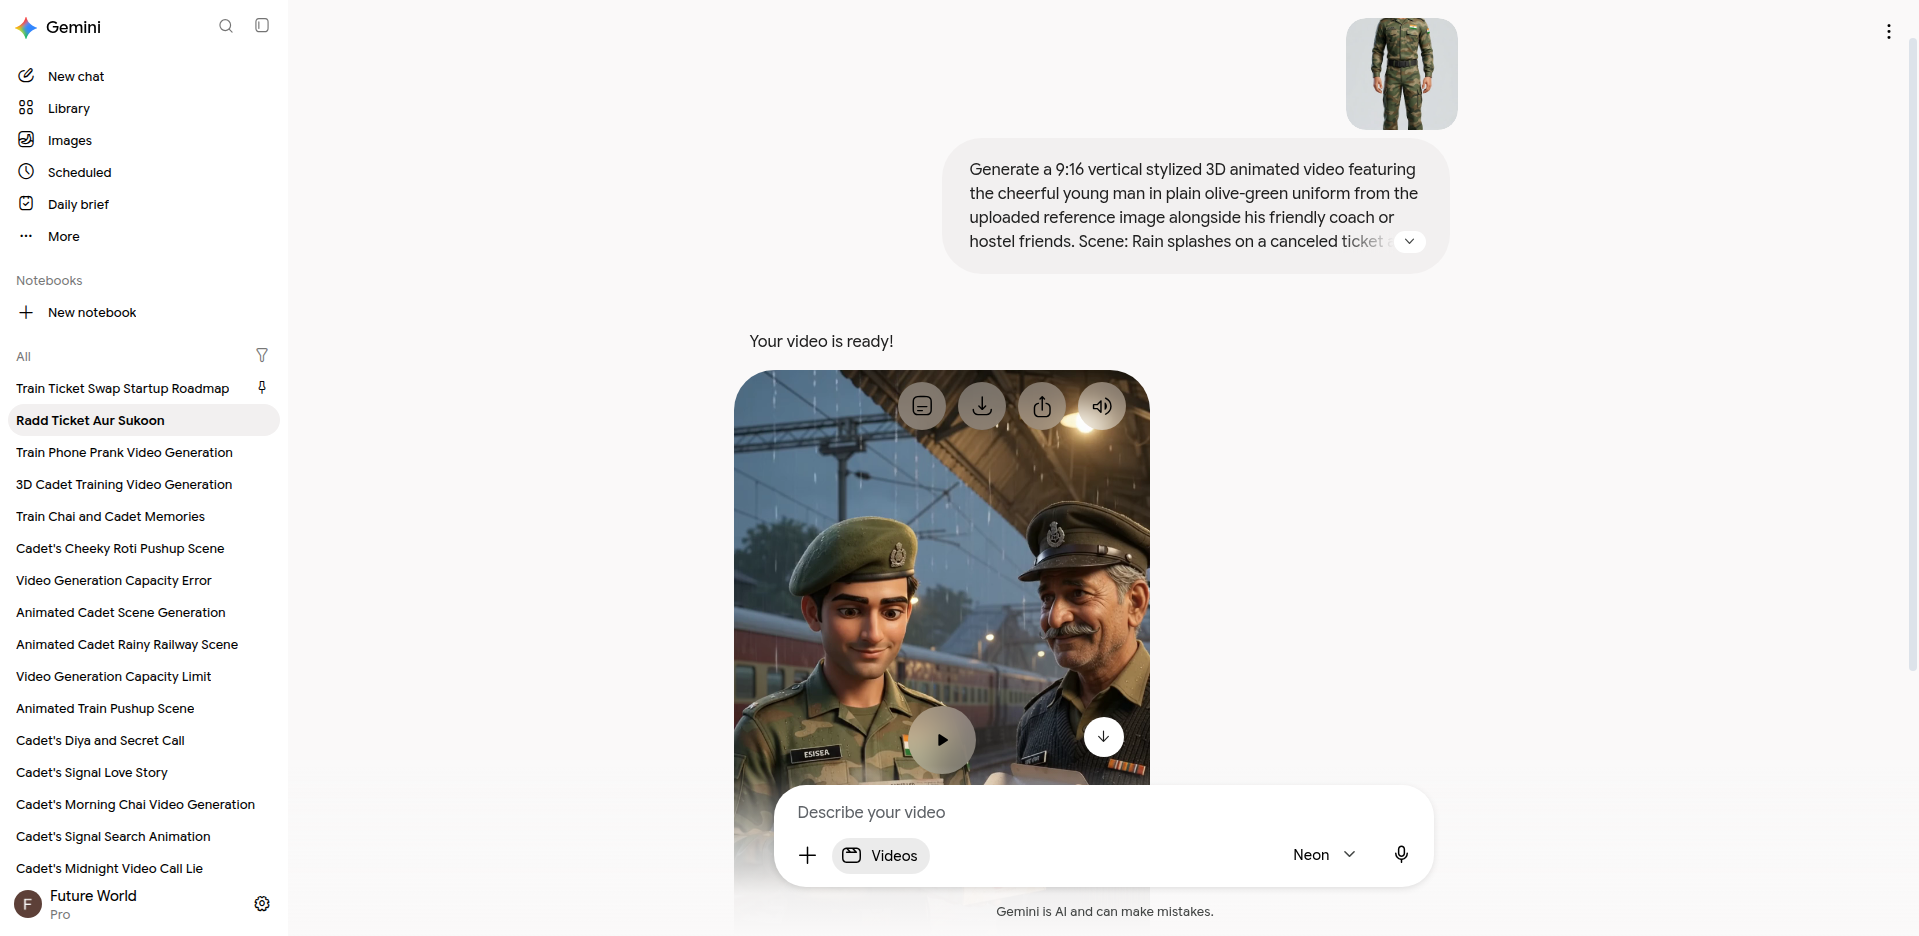 Gemini
New chat
Library
Images
Scheduled
Daily brief
More
Notebooks
New notebook
All
Train Ticket Swap Startup Roadmap
Radd Ticket Aur Sukoon
Train Phone Prank Video Generation
3D Cadet Training Video Generation
Train Chai and Cadet Memories
Cadet's Cheeky Roti Pushup Scene
Video Generation Capacity Error
Animated Cadet Scene Generation
Animated Cadet Rainy Railway Scene
Video Generation Capacity Limit
Animated Train Pushup Scene
Cadet's Diya and Secret Call
Cadet's Signal Love Story
Cadet's Morning Chai Video Generation
Cadet's Signal Search Animation
Cadet's Midnight Video Call Lie
F
Future World
Pro
Generate a 9:16 vertical stylized 3D animated video featuring
the cheerful young man in plain olive-green uniform from the
uploaded reference image alongside his friendly coach or
hostel friends. Scene: Rain splashes on a canceled ticket
Your video is ready!
ESISEA
Describe your video
Videos
Neon
Gemini is AI and can make mistakes.